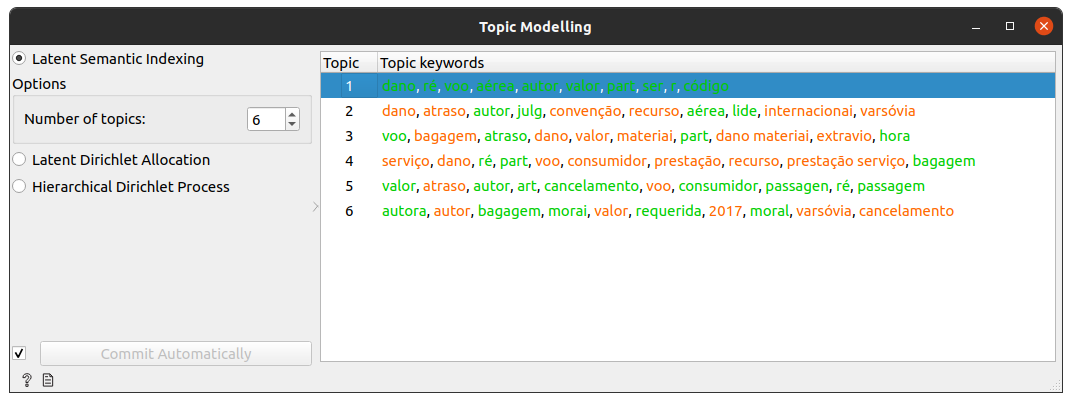 Topic Modelling
Latent Semantic Indexing
Options
Number of topics: 6
Latent Dirichlet Allocation
Hierarchical Dirichlet Process
Commit Automatically
Topic Topic keywords
1 dano, ré, voo, aérea, autor, valor, part, ser, r, código
2 dano, atraso, autor, julg, convenção, recurso, aérea, lide, internacionai, varsóvia
3 voo, bagagem, atraso, dano, valor, materiai, part, dano materiai, extravio, hora
4 serviço, dano, ré, part, voo, consumidor, prestação, recurso, prestação serviço, bagagem
5 valor, atraso, autor, art, cancelamento, voo, consumidor, passagen, ré, passagem
6 autora, autor, bagagem, morai, valor, requerida, 2017, moral, varsóvia, cancelamento